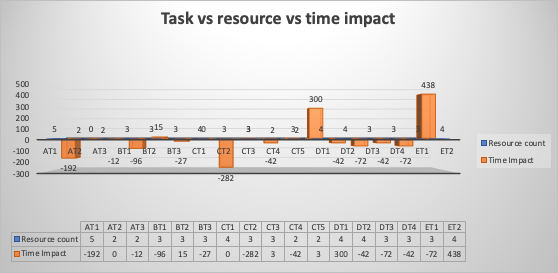 Task vs resource vs time impact
500
400
300
200
100
0
-100
-200
-300
438
300
5 2 0 2 3 3 15 3 40 3 3 2 32 4 4 3 3 3 4
AT1 AT2 AT3 BT1 BT2 BT3 CT1 CT2 CT3 CT4 CT5 DT1 DT2 DT3 DT4 ET1 ET2
-12 -96 -27 -42 -42 -72 -42 -72
-192
-282
Resource count
Time Impact
AT1 AT2 AT3 BT1 BT2 BT3 CT1 CT2 CT3 CT4 CT5 DT1 DT2 DT3 DT4 ET1 ET2
Resource count 5 2 2 3 3 3 4 3 3 2 2 4 4 3 3 3 4
Time Impact -192 0 -12 -96 15 -27 0 -282 3 -42 3 300 -42 -72 -42 -72 438